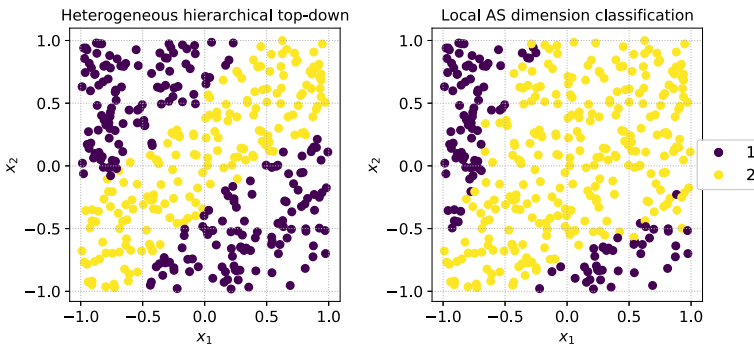 Heterogeneous hierarchical top-down
Local AS dimension classification
1.0
0.5
0.0
−0.5
−1.0
x2
−1.0 −0.5 0.0 0.5 1.0
x1
1.0
0.5
0.0
−0.5
−1.0
x2
−1.0 −0.5 0.0 0.5 1.0
x1
1
2